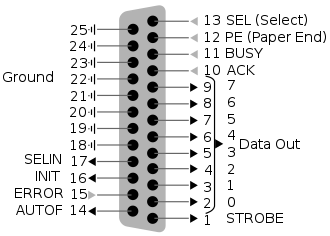 13 SEL (Select)
25
12 PE (Paper End)
24
11 BUSY
23
10 ACK
Ground 22
9 7
21
8 6
20
7 5
19
6 4
18
5 3 Data Out
SELIN 17
4 2
INIT 16
3 1
ERROR 15
2 0
AUTOF 14
1 STROBE